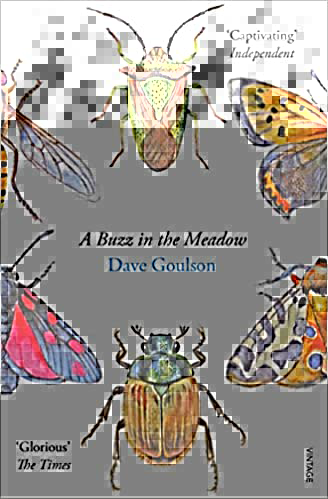 'Captivating'
Independent
A Buzz in the Meadow
Dave Goulson
'Glorious'
The Times
VINTAGE